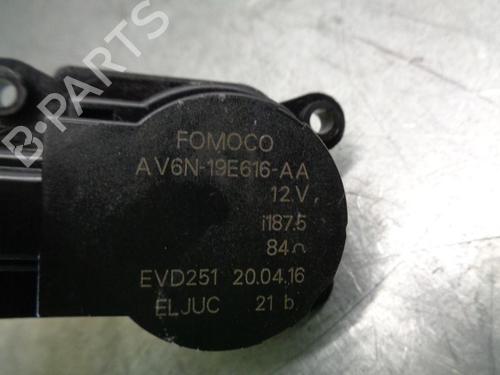 B-PARTS
FOMOCO
AV6N-19E616-AA
12.V
i187.5
84
EVD251 20.04.16
ELJUC 21 b